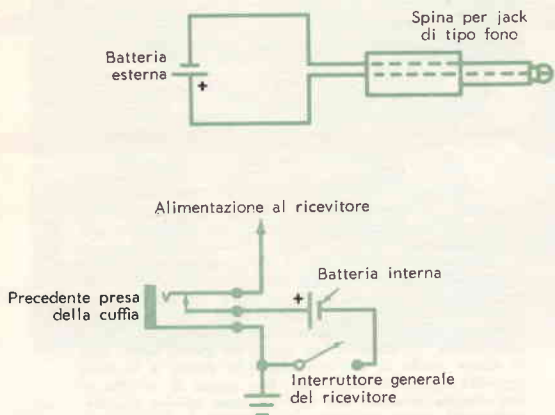 Spina per jack
di tipo fono
Batteria
esterna
+
Alimentazione al ricevitore
Batteria interna
+
Precedente presa
della cuffia
Interruttore generale
del ricevitore